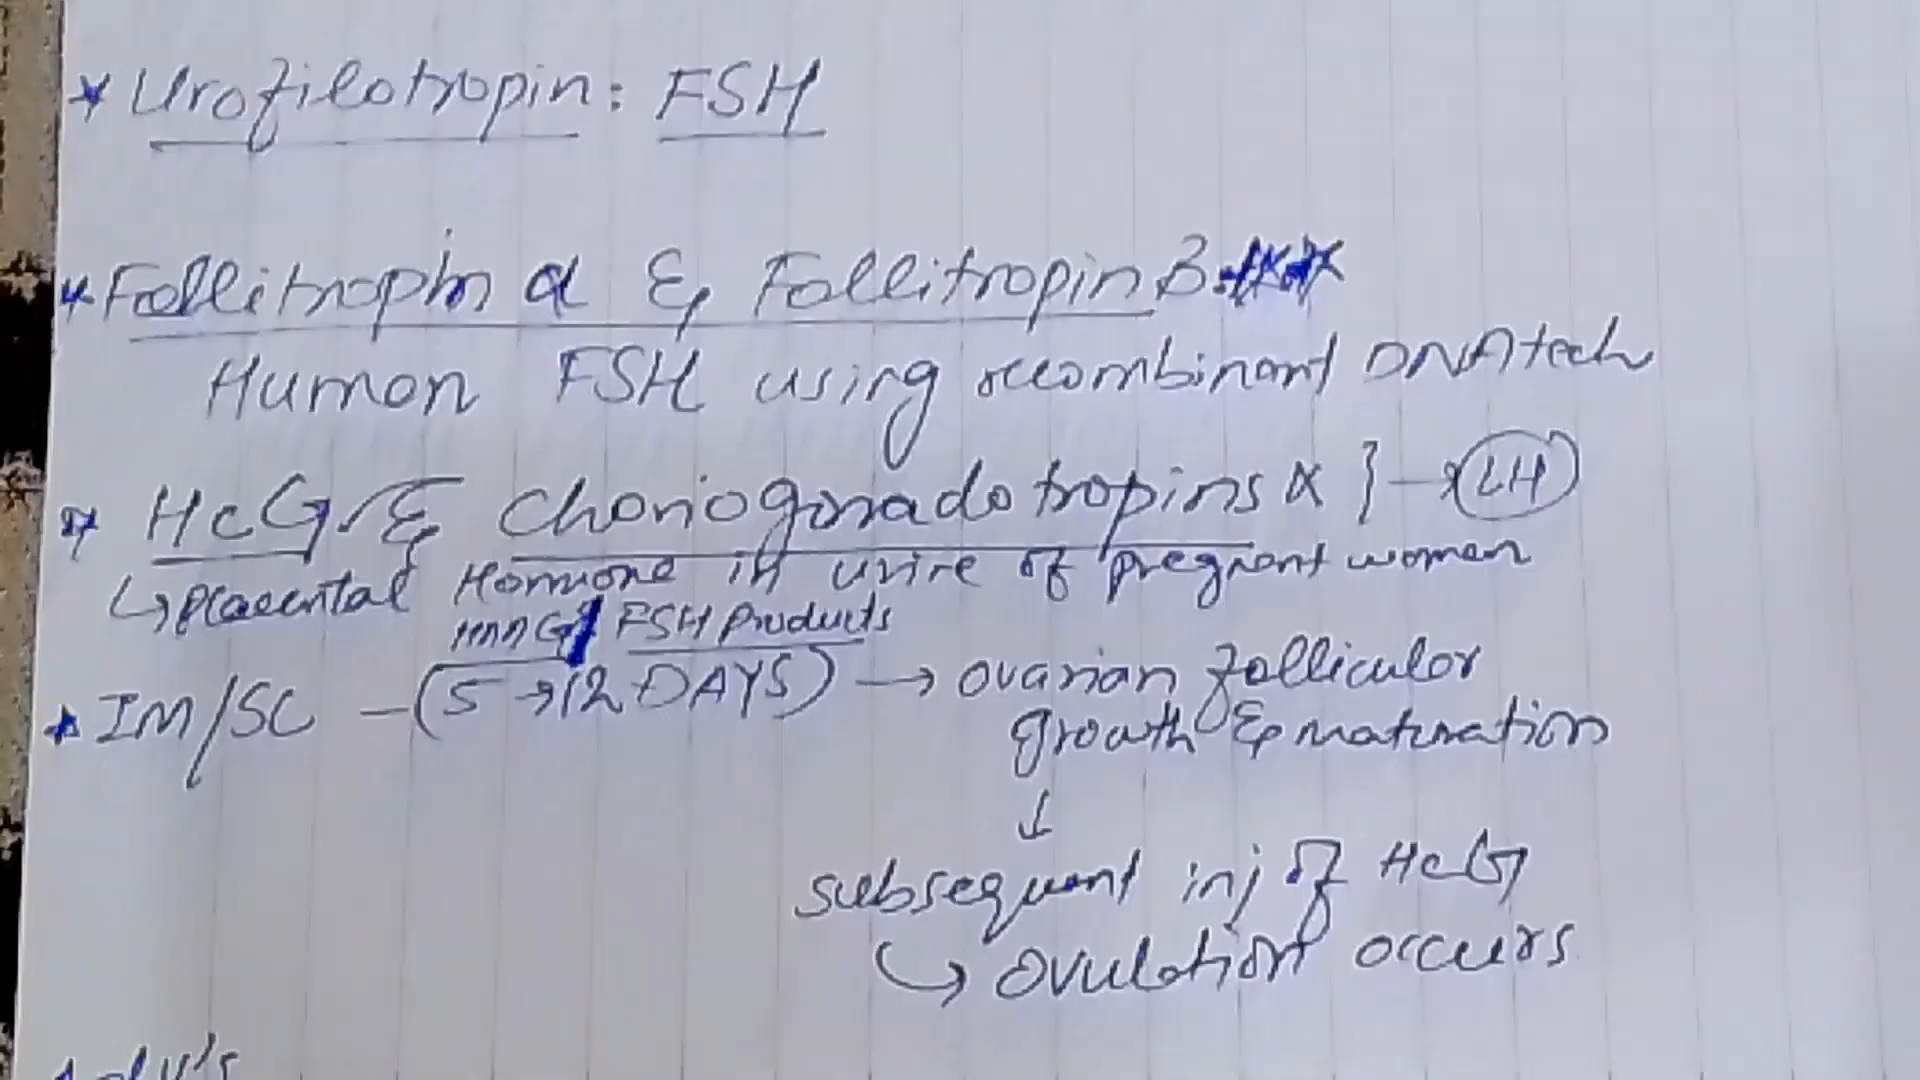 * Urofilotropin: FSH
* Follitropin α & Follitropin β
Human FSH using recombinant DNA tech
* HcG & Choriogonadotropins α } → LH
↳ placental Hormone in urine of pregnant women
HMG / FSH Products
* IM/SC – (5 → 12 DAYS) → ovarian follicular
growth & maturation
↓
subsequent inj of HcG
↳ ovulation occurs